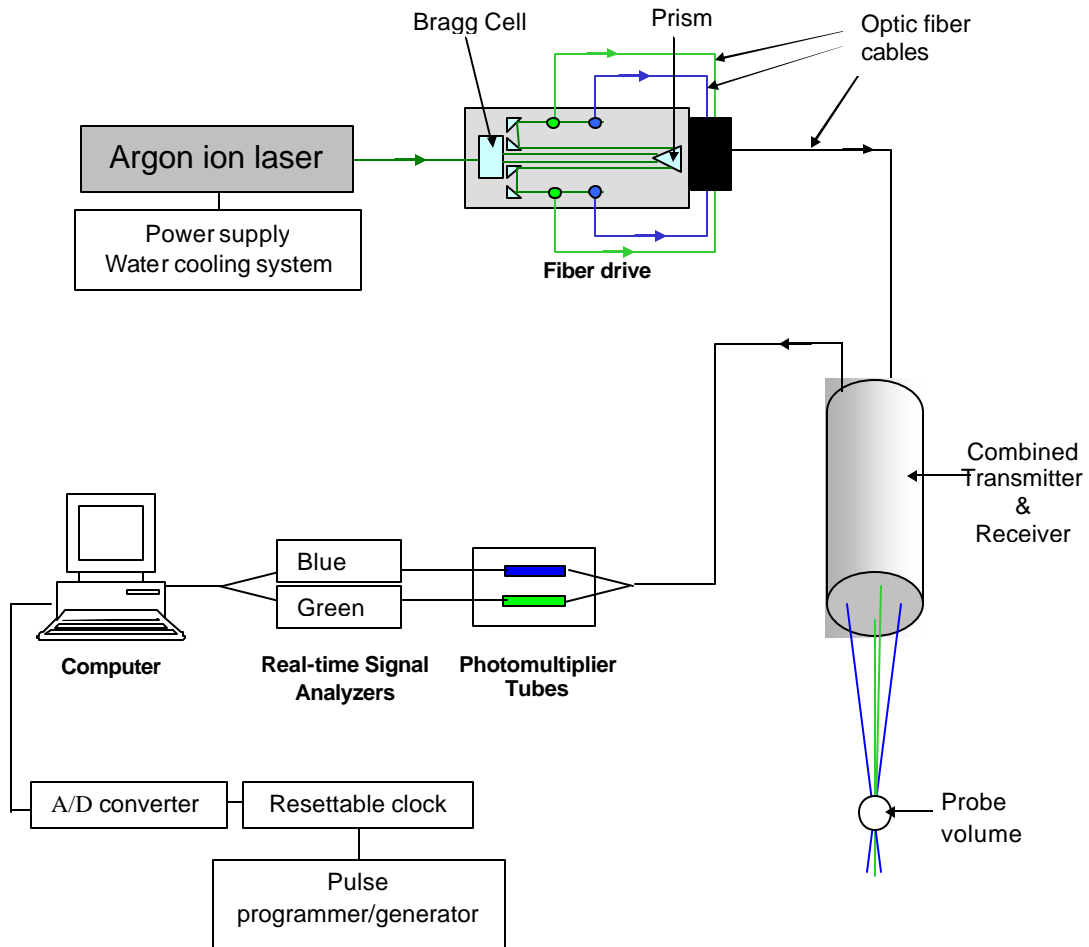 Bragg Cell
Prism
Optic fiber
cables
Argon ion laser
Power supply
Water cooling system
Fiber drive
Combined
Transmitter
&
Receiver
Blue
Green
Computer
Real-time Signal
Analyzers
Photomultiplier
Tubes
A/D converter
Resettable clock
Probe
volume
Pulse
programmer/generator